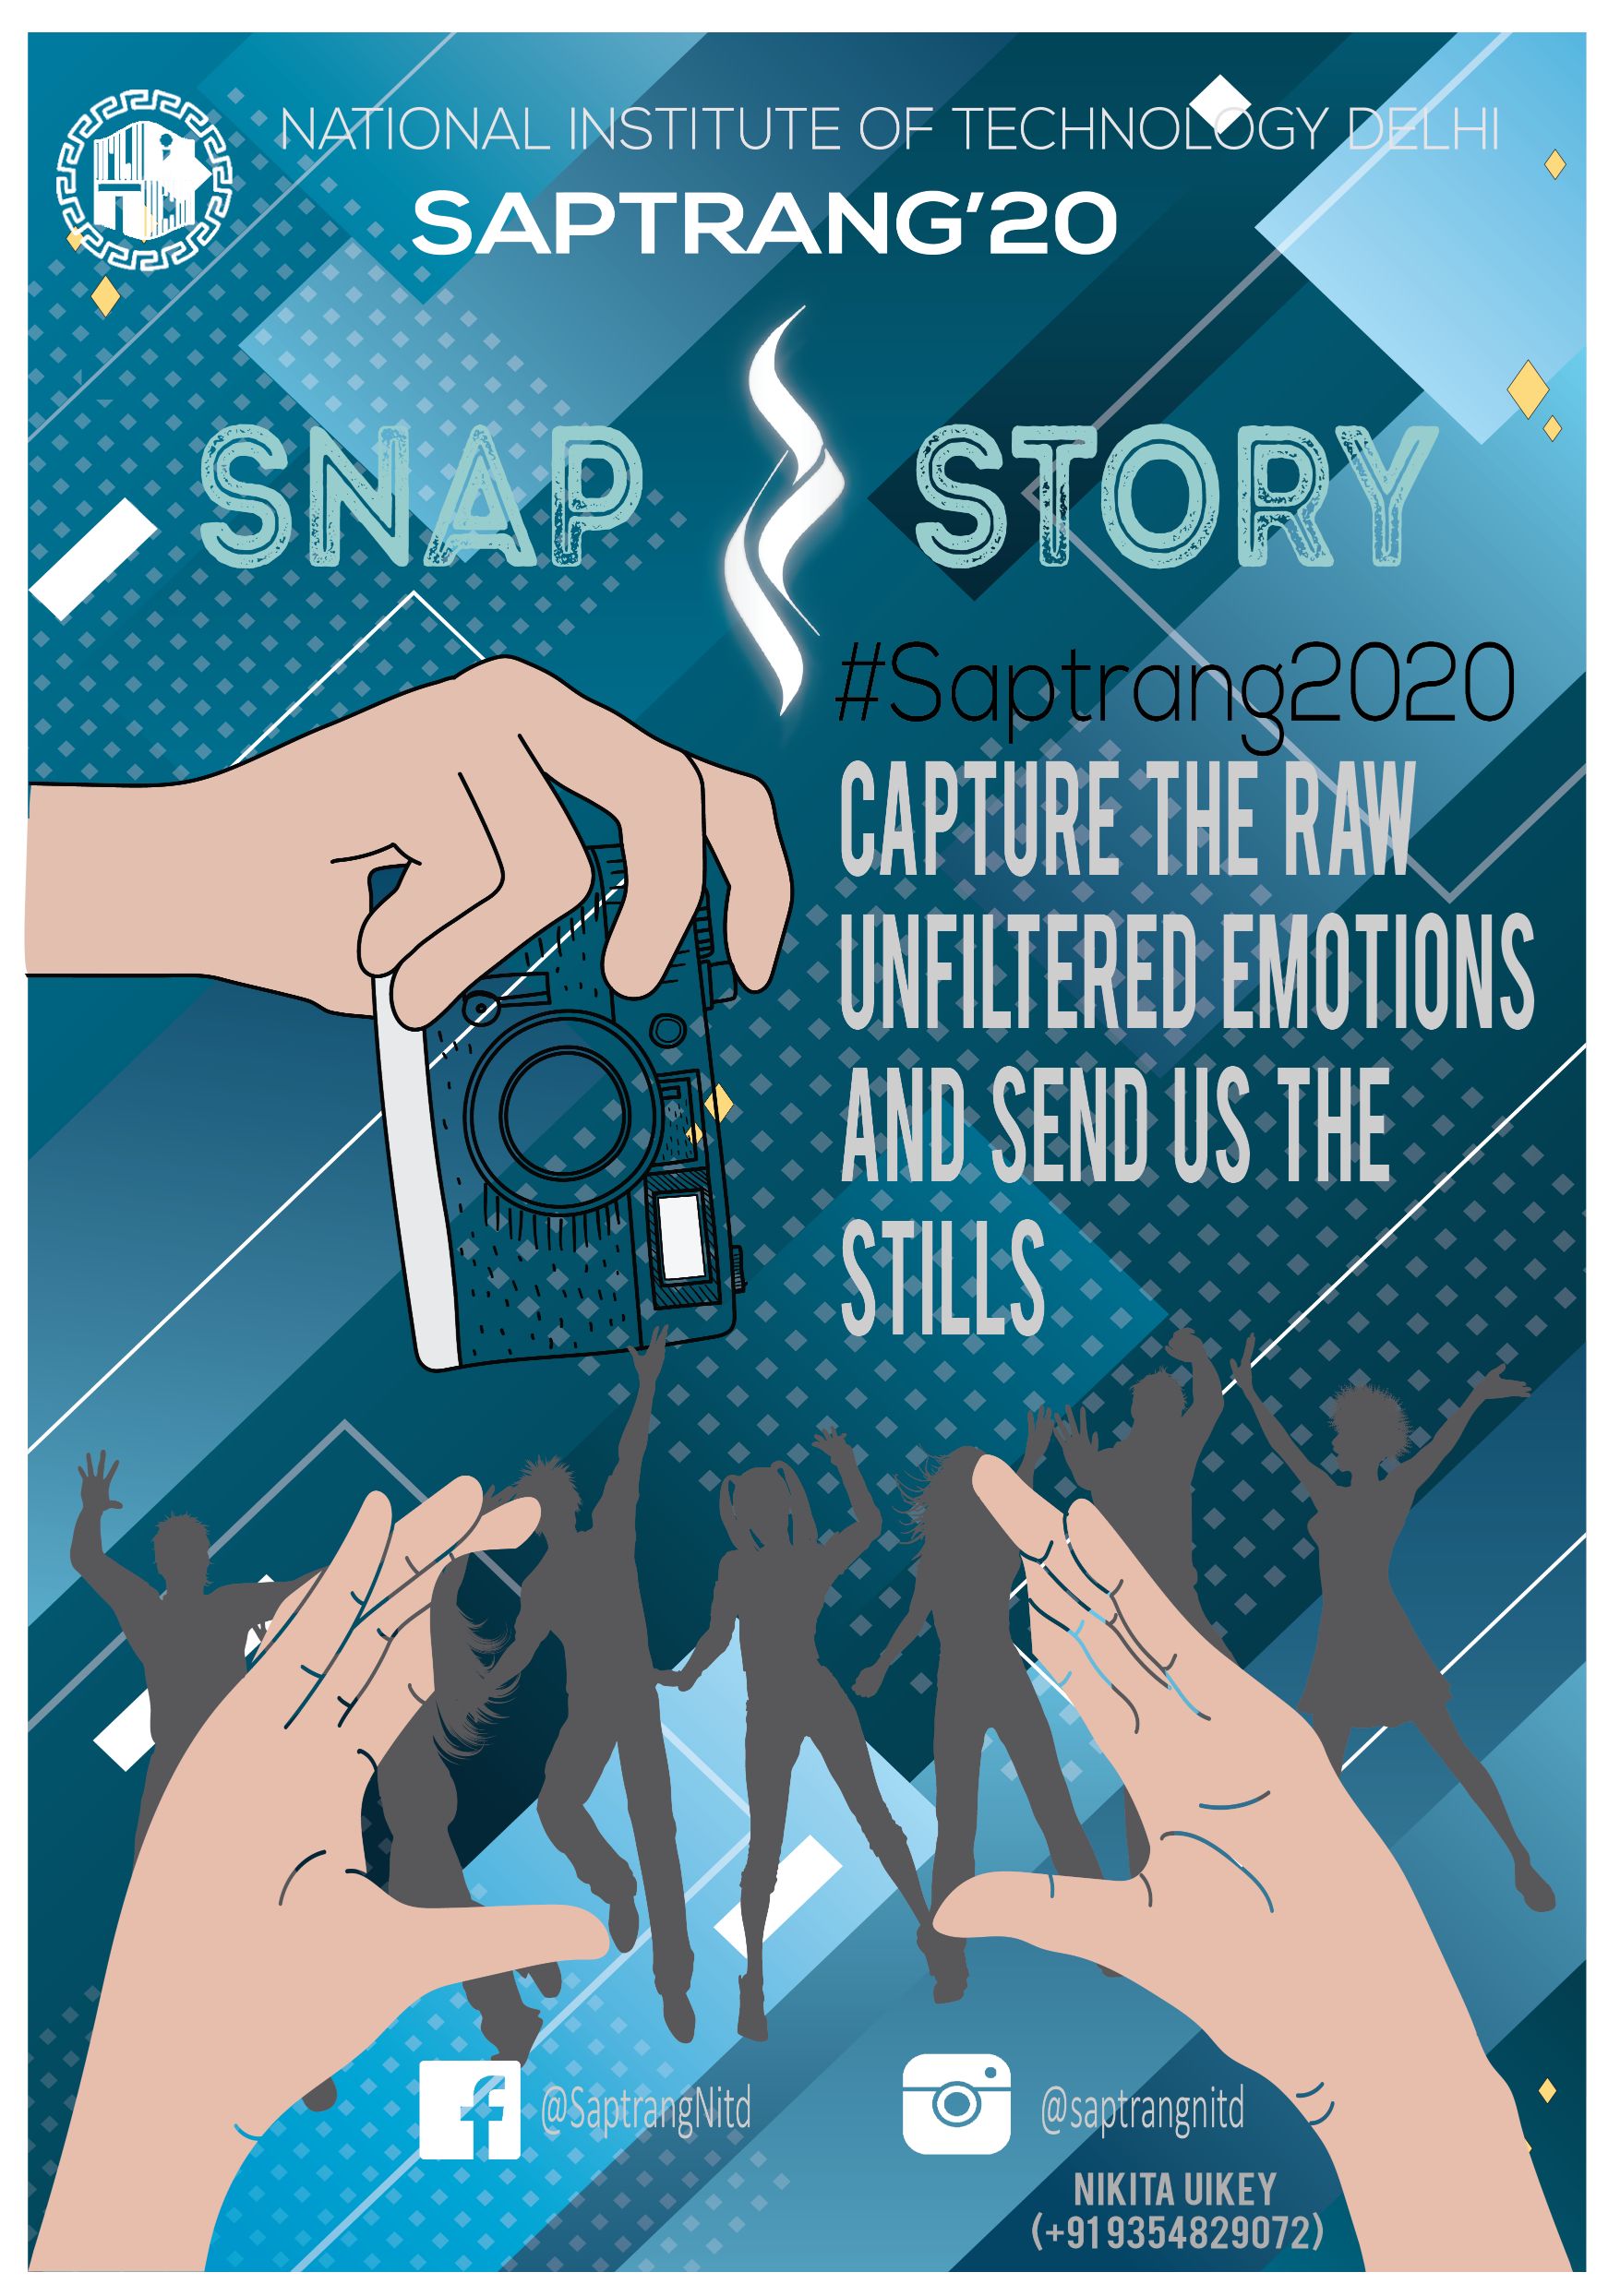 NATIONAL INSTITUTE OF TECHNOLOGY DELHI
SAPTRANG'20
SNAP STORY
#Saptrang2020
CAPTURE THE RAW
UNFILTERED EMOTIONS
AND SEND US THE
STILLS
@SaptrangNitd
@saptrangnitd
NIKITA UIKEY
(+919354829072)